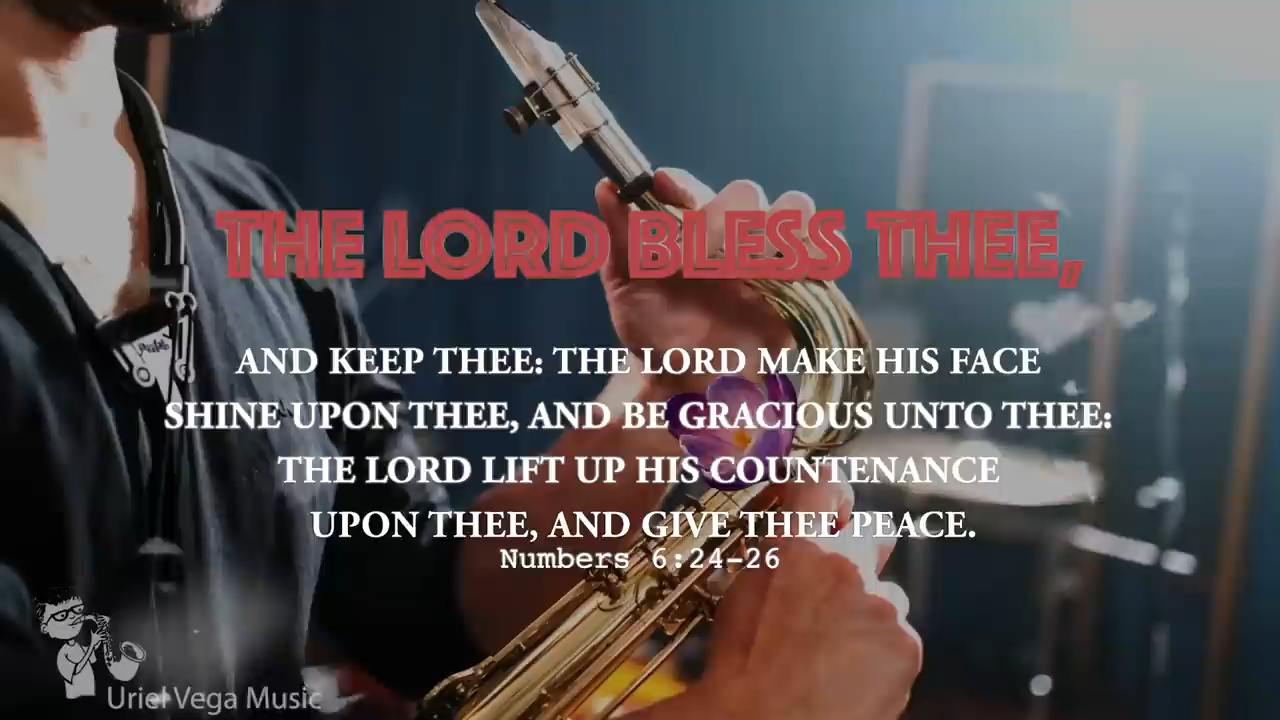 THE LORD BLESS THEE,
AND KEEP THEE: THE LORD MAKE HIS FACE
SHINE UPON THEE, AND BE GRACIOUS UNTO THEE:
THE LORD LIFT UP HIS COUNTENANCE
UPON THEE, AND GIVE THEE PEACE.
Numbers 6:24-26
Uriel Vega Music